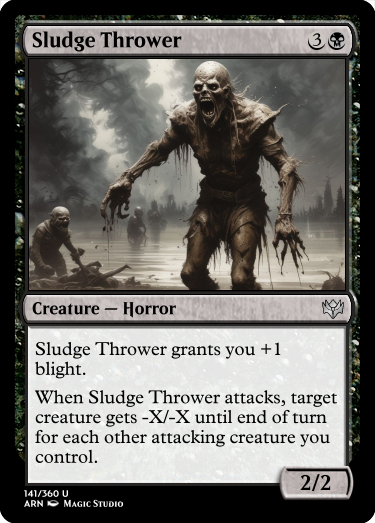 Sludge Thrower 3
Creature — Horror
Sludge Thrower grants you +1
blight.
When Sludge Thrower attacks, target
creature gets -X/-X until end of turn
for each other attacking creature you
control.
2/2
141/360 U
ARN Magic Studio